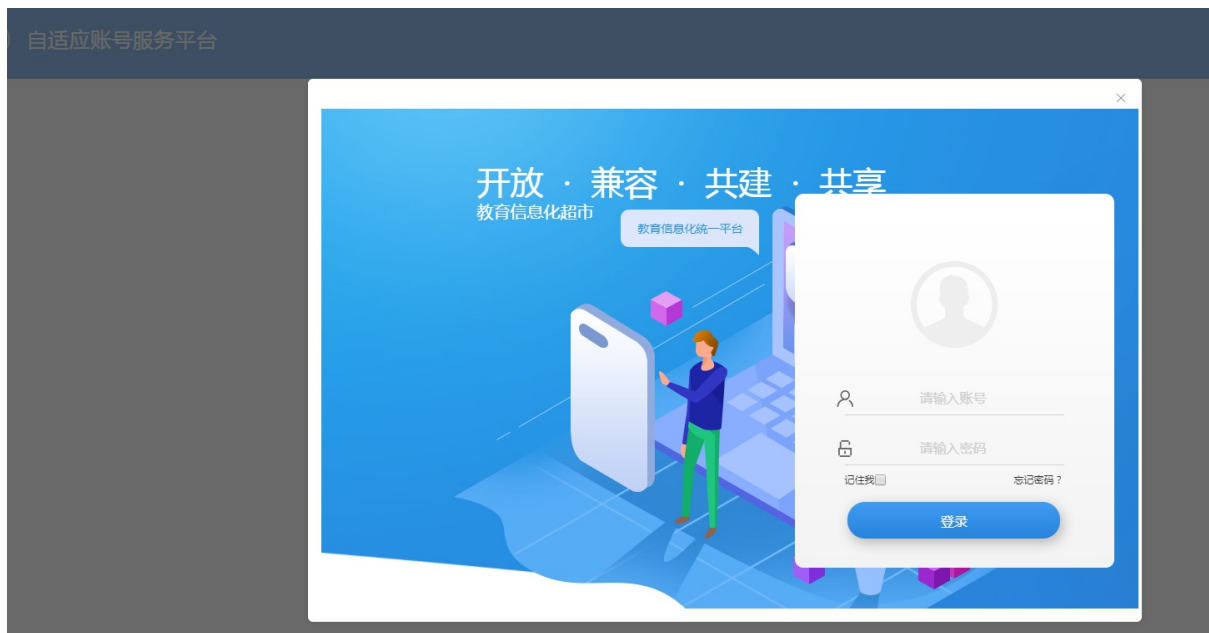 自适应账号服务平台
开放 · 兼容 · 共建 · 共享
教育信息化超市
教育信息化统一平台
请输入账号
请输入密码
记住我 忘记密码？
登录